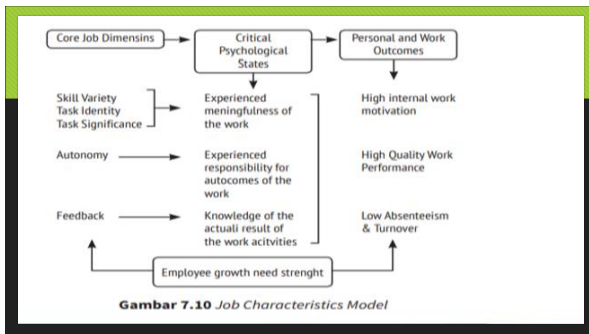 Core Job Dimensins
Critical
Psychological
States
Personal and Work
Outcomes
Skill Variety
Task Identity
Task Significance
Experienced
meningfulness of
the work
High internal work
motivation
Autonomy
Experienced
responsibility for
autcomes of the
work
High Quality Work
Performance
Feedback
Knowledge of the
actuali result of
the work acitvities
Low Absenteeism
& Turnover
Employee growth need strenght
Gambar 7.10 Job Characteristics Model